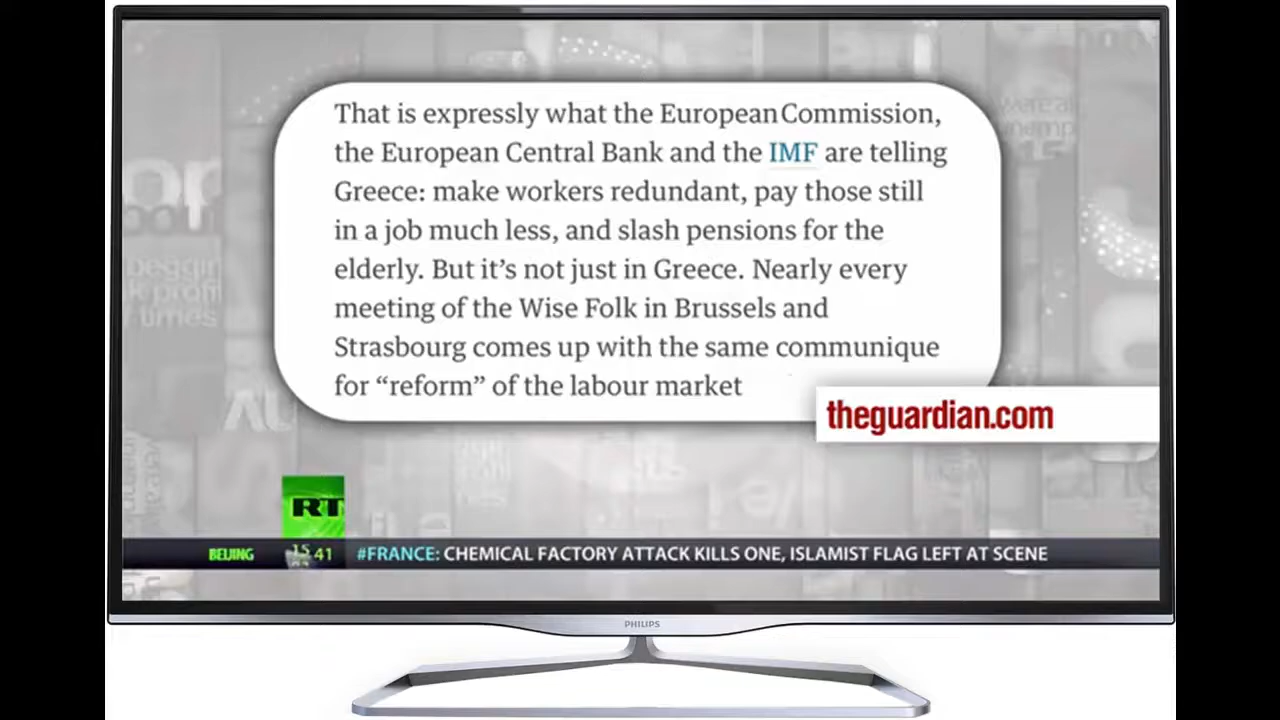 That is expressly what the European Commission,
the European Central Bank and the IMF are telling
Greece: make workers redundant, pay those still
in a job much less, and slash pensions for the
elderly. But it’s not just in Greece. Nearly every
meeting of the Wise Folk in Brussels and
Strasbourg comes up with the same communique
for “reform” of the labour market
theguardian.com
RT
BEIJING
41
#FRANCE: CHEMICAL FACTORY ATTACK KILLS ONE, ISLAMIST FLAG LEFT AT SCENE
PHILIPS